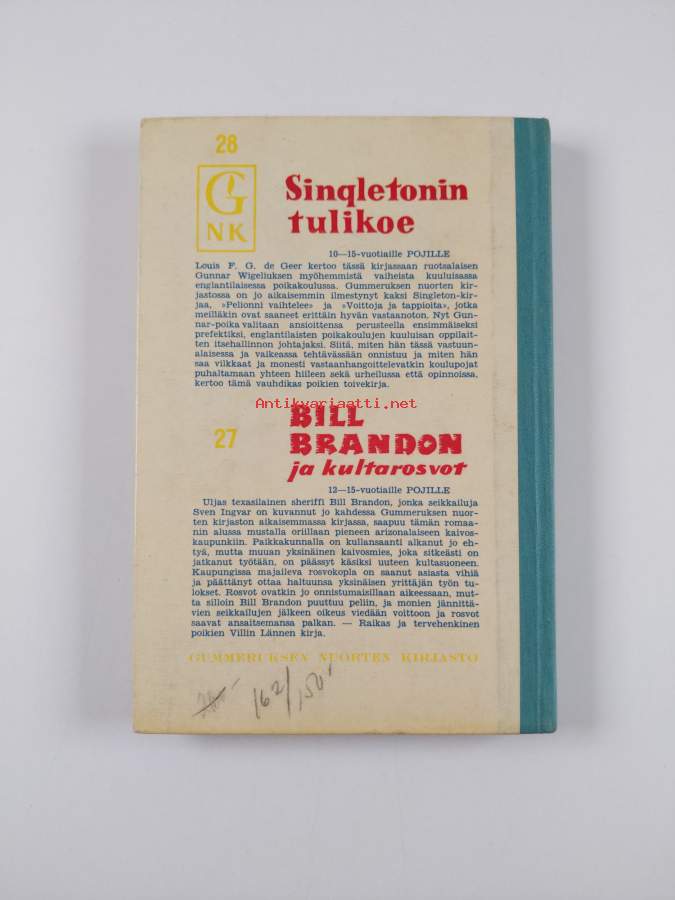 28
G
NK
Singletonin
tulikoe
10—15-vuotiaille POJILLE
Louis F. G. de Geer kertoo tässä kirjassaan ruotsalaisen
Gunnar Wigeliuksen myöhemmistä vaiheista kuuluisassa
englantilaisessa poikakoulussa. Gummeruksen nuorten kir-
jastossa on jo aikaisemmin ilmestynyt kaksi Singleton-kir-
jaa, »Pelionni vaihtelee» ja »Voittoja ja tappioita», jotka
meilläkin ovat saaneet erittäin hyvän vastaanoton. Nyt Gun-
nar-poika valitaan ansioittensa perusteella ensimmäiseksi
prefektiksi, englantilaisten poikakoulujen kuuluisan oppilait-
ten itsehallinnon johtajaksi. Siitä, miten hän tässä vastuun-
alaisessa ja vaikeassa tehtävässään onnistuu ja miten hän
saa vilkkaat ja monesti vastaanhangoittelevatkin koulupojat
puhaltamaan yhteen hiileen sekä urheilussa että opinnoissa,
kertoo tämä vauhdikas poikien toivekirja.
Antikvariaatti.net
27
BILL
BRANDON
ja kultarosvot
12—15-vuotiaille POJILLE
Uljas texasilainen sheriffi Bill Brandon, jonka seikkailuja
Sven Ingvar on kuvannut jo kahdessa Gummeruksen nuor-
ten kirjaston aikaisemmassa kirjassa, saapuu tämän romaa-
nin alussa mustalla oriillaan pieneen arizonalaiseen kaivos-
kaupunkiin. Paikkakunnalla on kullansaanti alkanut jo eh-
tyä, mutta muuan yksinäinen kaivosmies, joka sitkeästi on
jatkanut työtään, on päässyt käsiksi uuteen kultasuoneen.
Kaupungissa majaileva rosvokopla on saanut asiasta vihiä
ja päättänyt ottaa haltuunsa yksinäisen yrittäjän työn tu-
lokset. Rosvot ovatkin jo onnistumaisillaan aikeessaan, mut-
ta silloin Bill Brandon puuttuu peliin, ja monien jännittä-
vien seikkailujen jälkeen oikeus viedään voittoon ja rosvot
saavat ansaitsemansa palkan. — Raikas ja tervehenkinen
poikien Villin Lännen kirja.
GUMMERUKSEN NUORTEN KIRJASTO
162/150